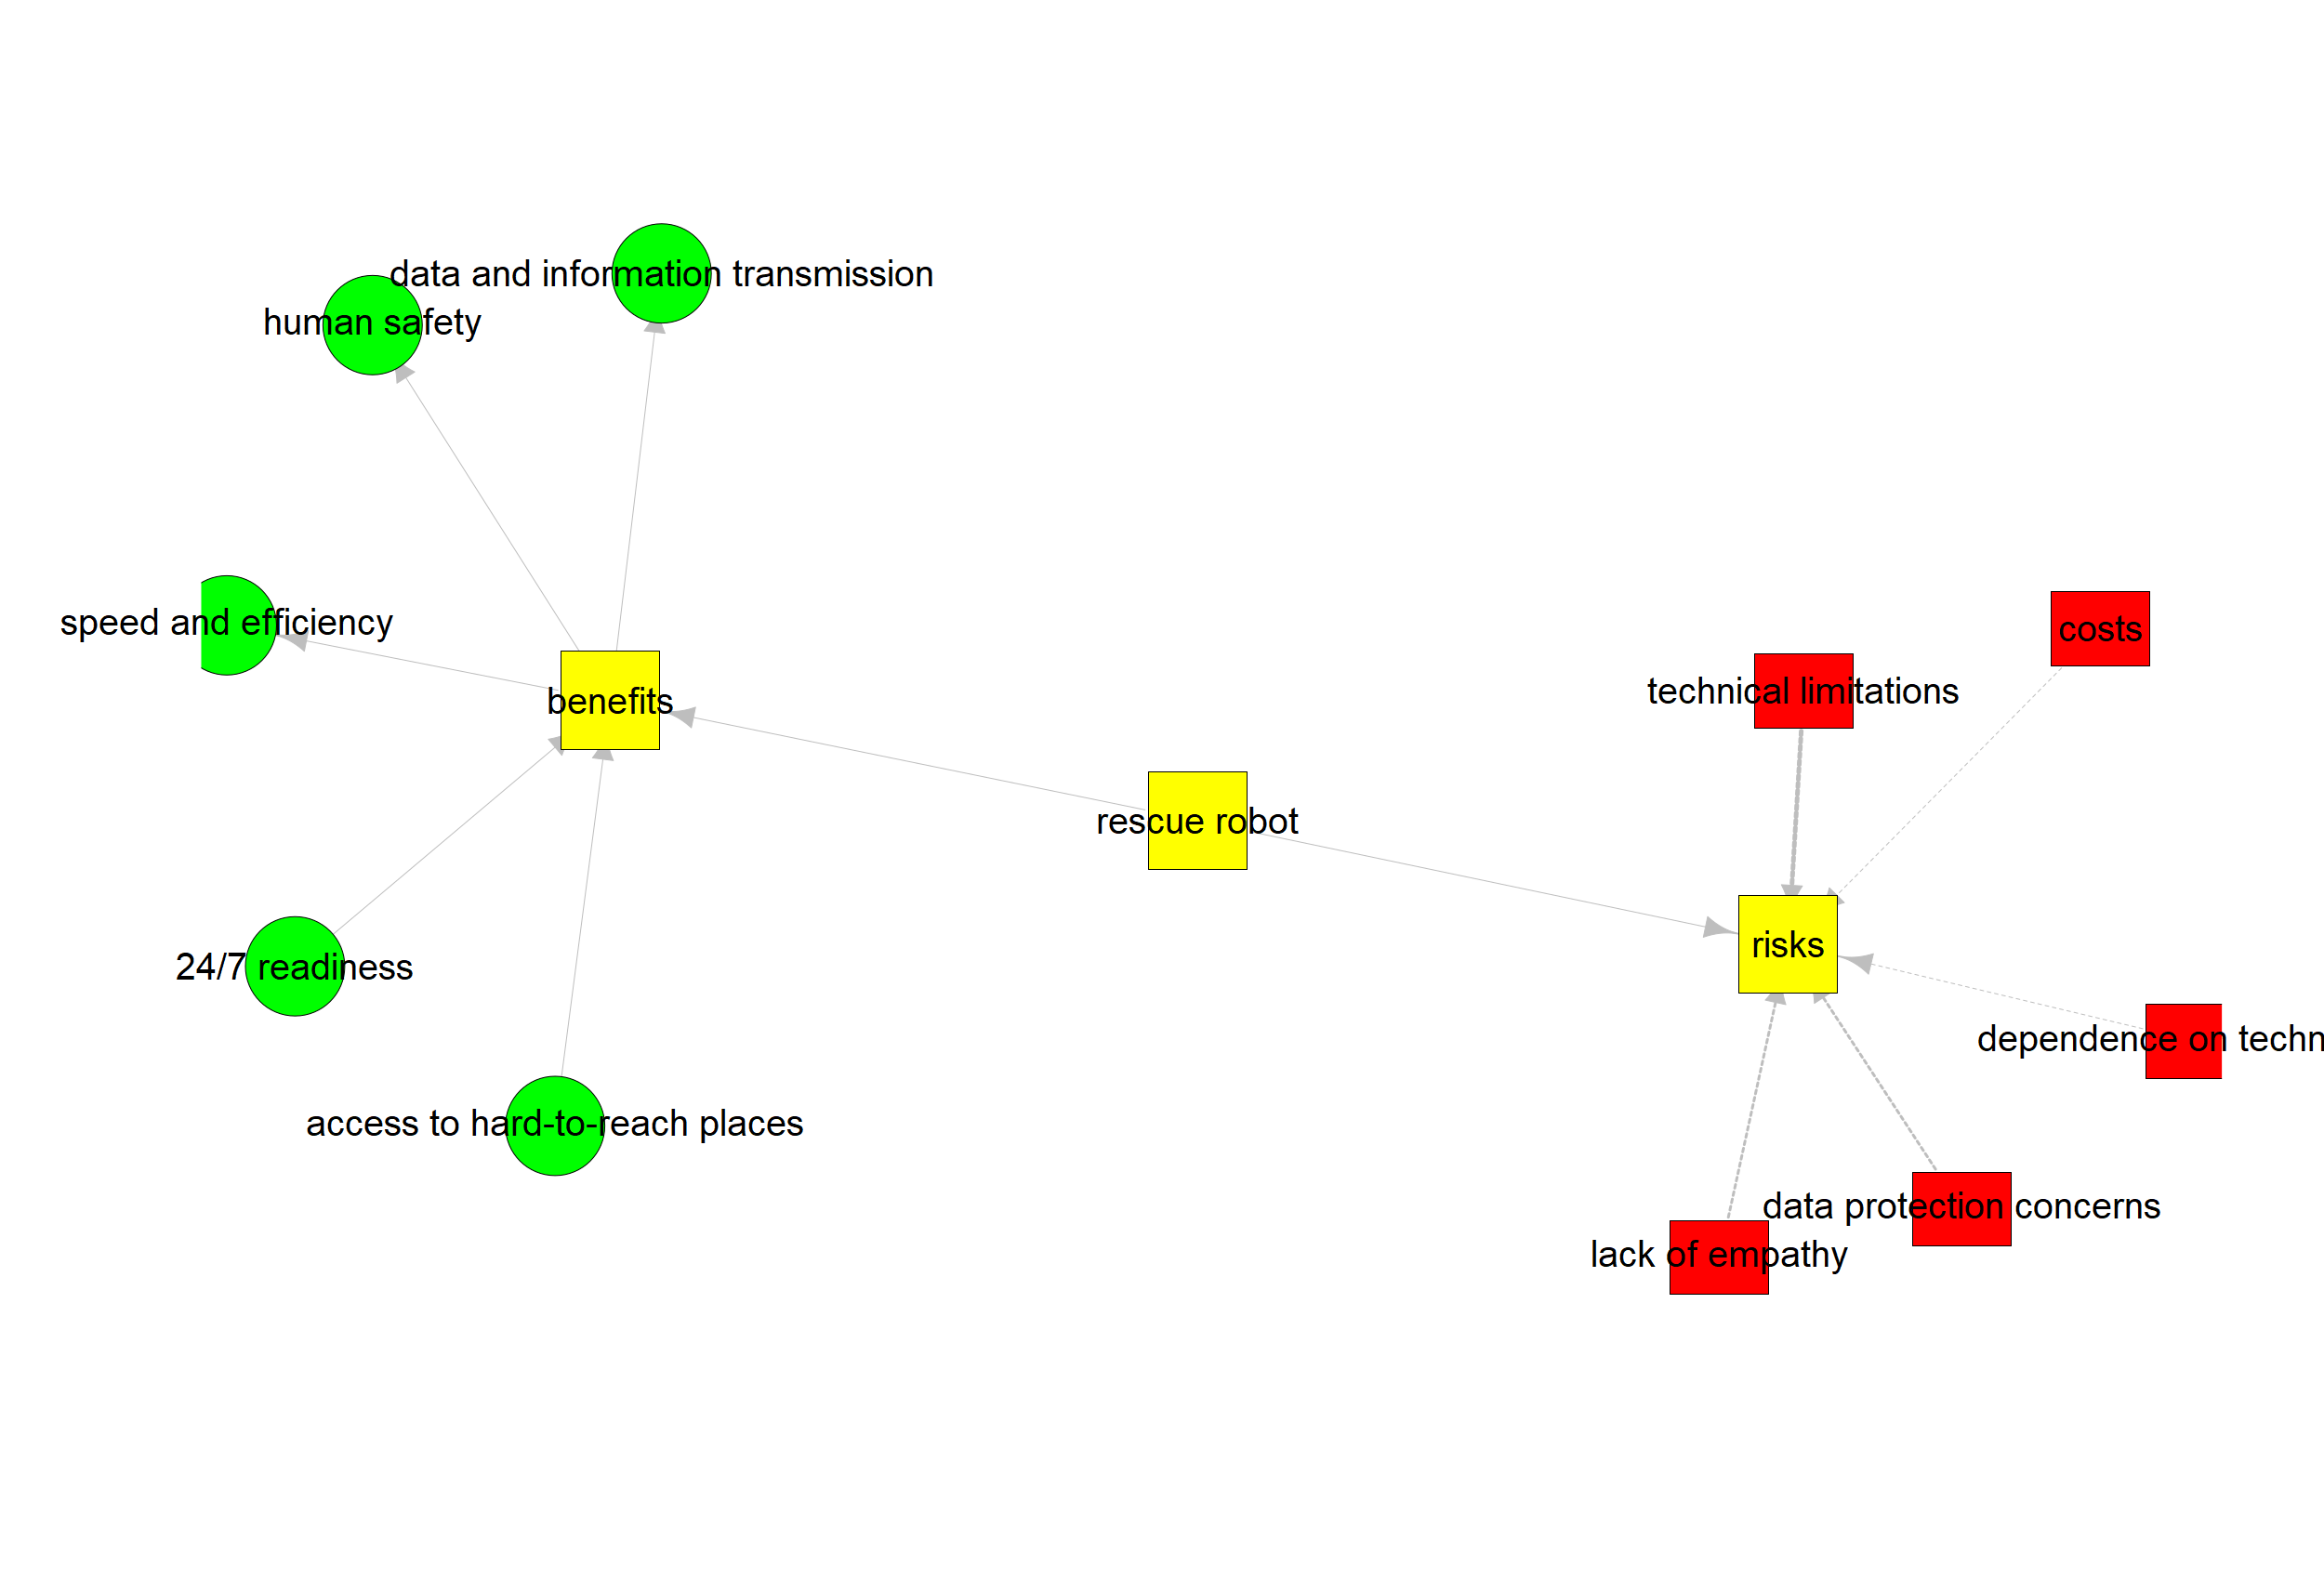 data and information transmission
human safety
speed and efficiency
costs
technical limitations
benefits
rescue robot
risks
24/7 readiness
dependence on techn
access to hard-to-reach places
data protection concerns
lack of empathy